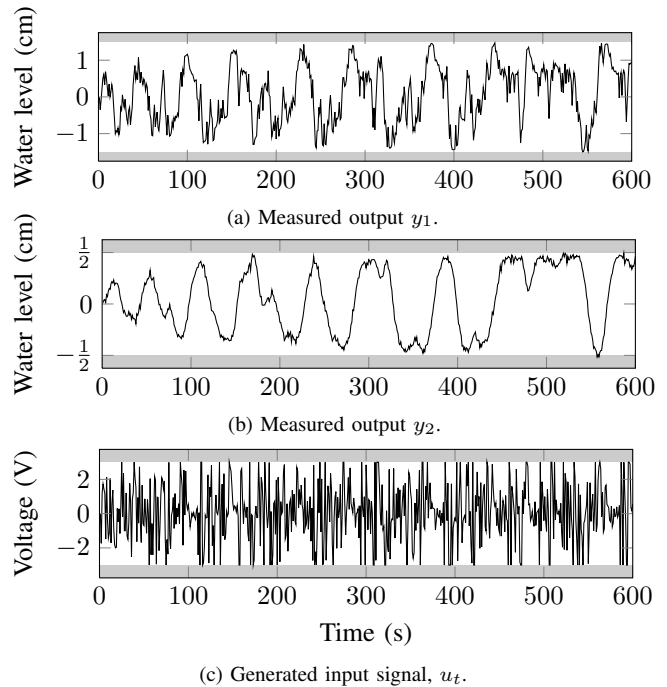 Water level (cm)
1
0
−1
0 100 200 300 400 500 600
(a) Measured output y₁.
Water level (cm)
1/2
0
−1/2
0 100 200 300 400 500 600
(b) Measured output y₂.
Voltage (V)
2
0
−2
0 100 200 300 400 500 600
Time (s)
(c) Generated input signal, uₜ.